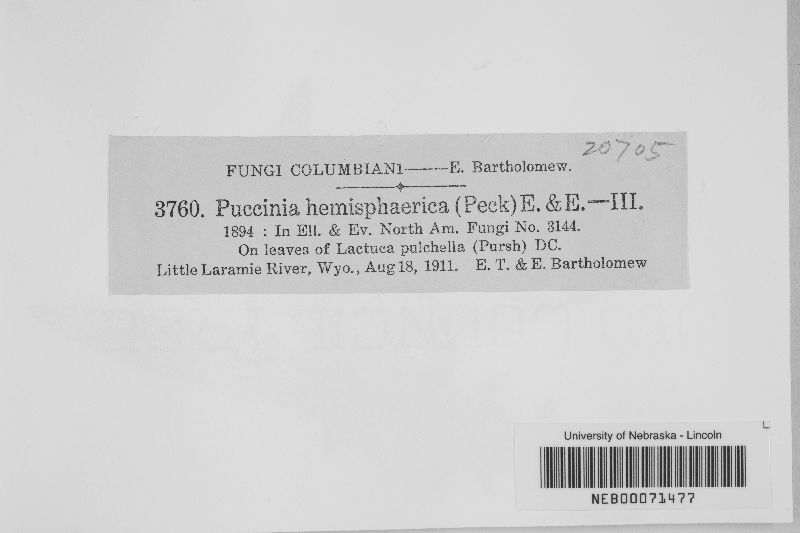 20705
FUNGI COLUMBIANI——E. Bartholomew.
3760. Puccinia hemisphaerica (Peck) E. & E.—III.
1894 : In Ell. & Ev. North Am. Fungi No. 3144.
On leaves of Lactuca pulchella (Pursh) DC.
Little Laramie River, Wyo., Aug 18, 1911. E. T. & E. Bartholomew
University of Nebraska - Lincoln
NEB00071477